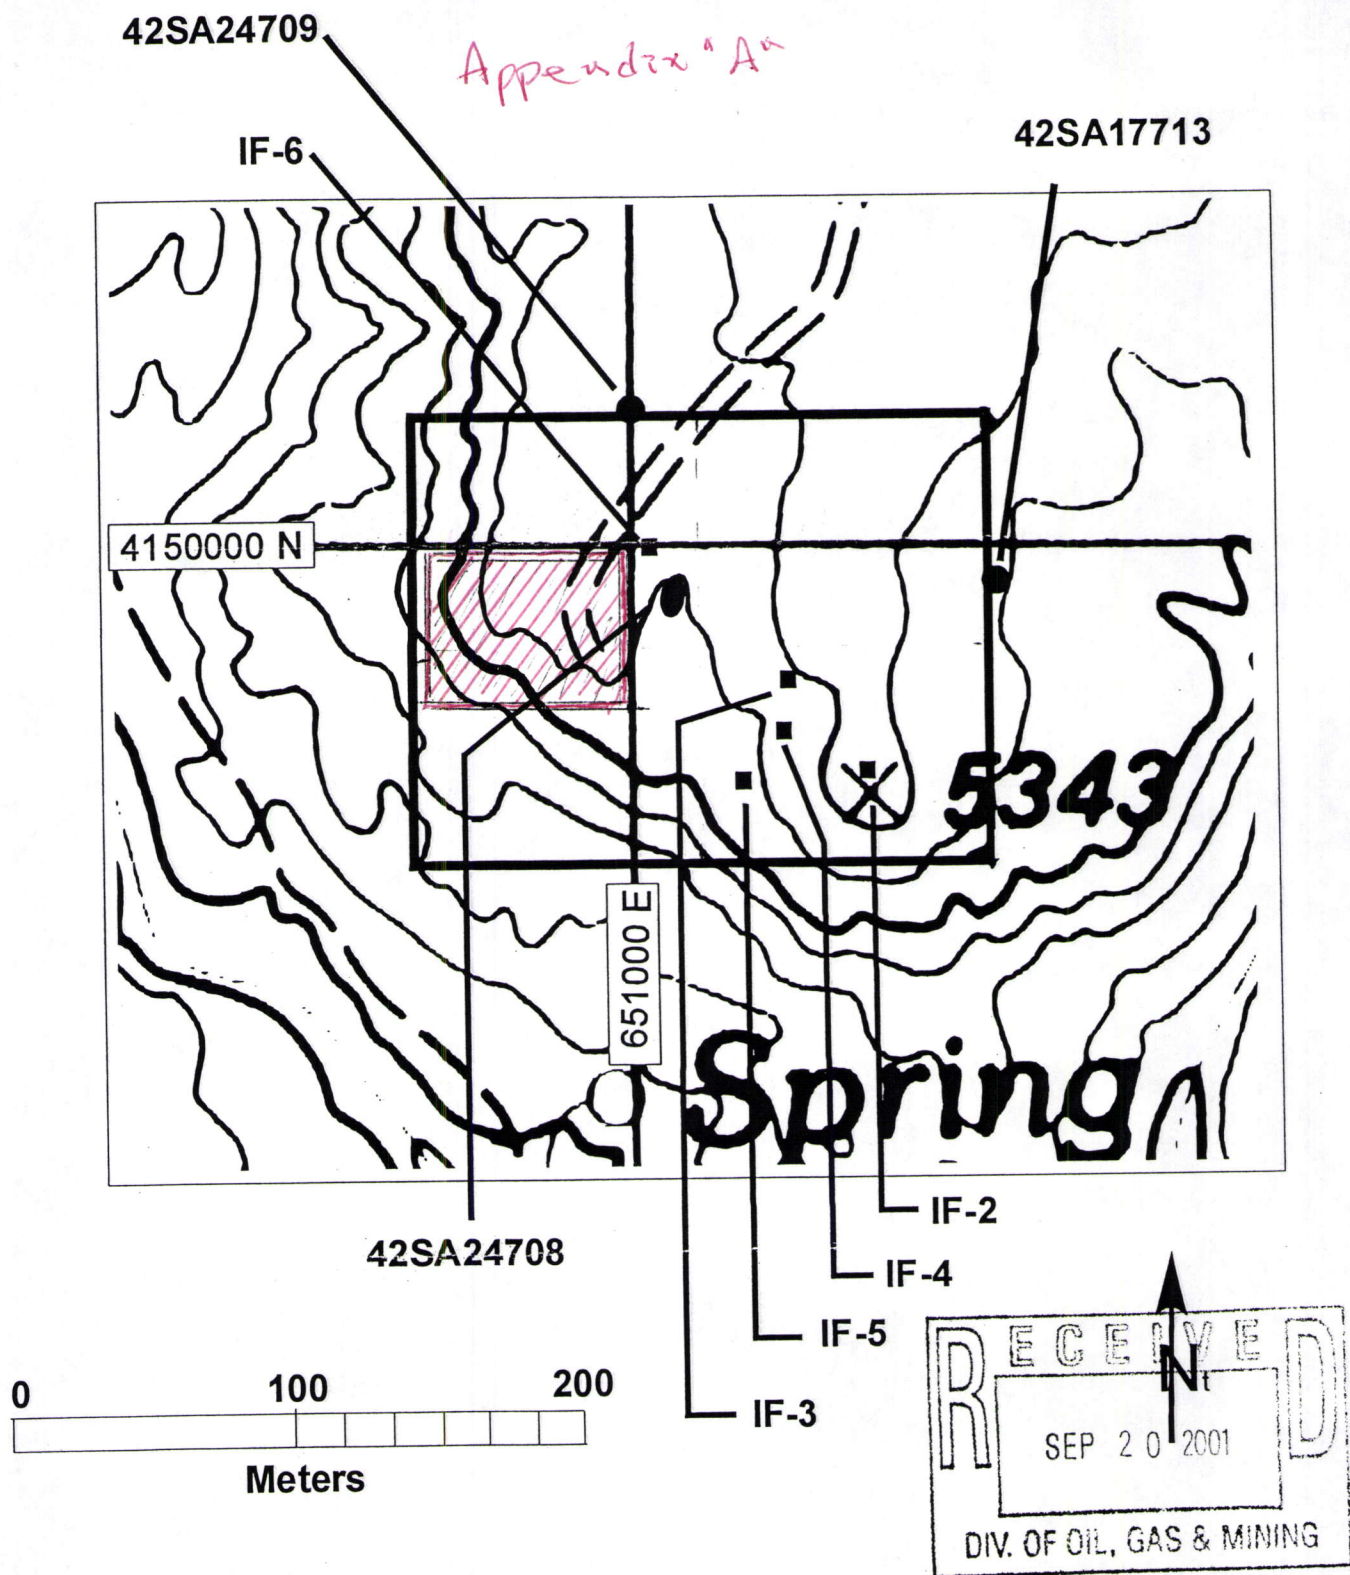 42SA24709
Appendix "A"
IF-6
42SA17713
4150000 N
5343
651000 E
Spring
42SA24708
IF-2
IF-4
IF-5
IF-3
0 100 200
Meters
Nt
RECEIVED
SEP 20 2001
DIV. OF OIL, GAS & MINING